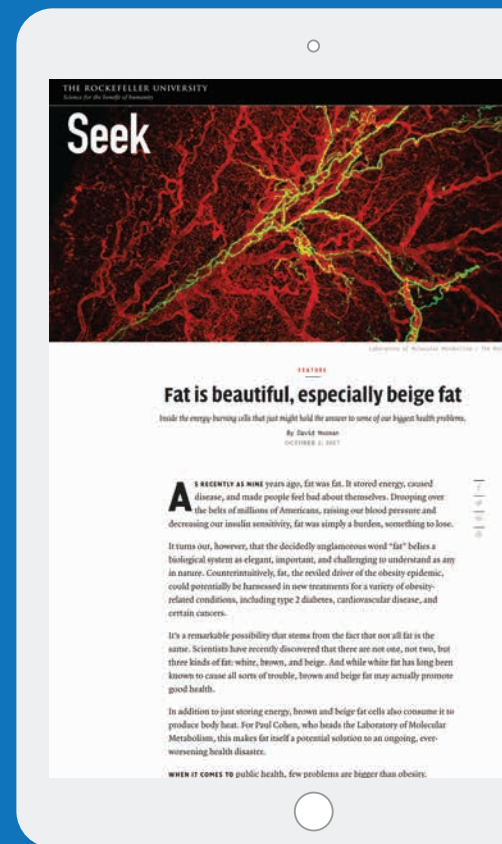 THE ROCKEFELLER UNIVERSITY
Science for the benefit of humanity
Seek
Laboratory of Molecular Metabolism
FEATURE
Fat is beautiful, especially beige fat
Inside the energy-burning cells that just might hold the answer to some of our biggest health problems.
By David Noonan
OCTOBER 2, 2017
AS RECENTLY AS NINE years ago, fat was fat. It stored energy, caused
disease, and made people feel bad about themselves. Drooping over
the belts of millions of Americans, raising our blood pressure and
decreasing our insulin sensitivity, fat was simply a burden, something to lose.
It turns out, however, that the decidedly unglamorous word "fat" belies a
biological system as elegant, important, and challenging to understand as any
in nature. Counterintuitively, fat, the reviled driver of the obesity epidemic,
could potentially be harnessed in new treatments for a variety of obesity-
related conditions, including type 2 diabetes, cardiovascular disease, and
certain cancers.
It's a remarkable possibility that stems from the fact that not all fat is the
same. Scientists have recently discovered that there are not one, not two, but
three kinds of fat: white, brown, and beige. And while white fat has long been
known to cause all sorts of trouble, brown and beige fat may actually promote
good health.
In addition to just storing energy, brown and beige fat cells also consume it to
produce body heat. For Paul Cohen, who heads the Laboratory of Molecular
Metabolism, this makes fat itself a potential solution to an ongoing, ever-
worsening health disaster.
WHEN IT COMES TO public health, few problems are bigger than obesity.